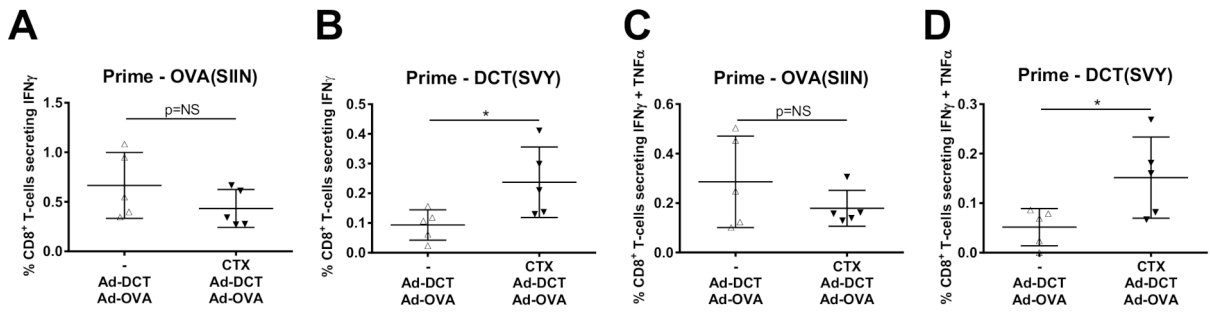 A
Prime - OVA(SIIN)
% CD8⁺ T-cells secreting IFNγ
1.5
1.0
0.5
0.0
p=NS
-
Ad-DCT
Ad-OVA
CTX
Ad-DCT
Ad-OVA
B
Prime - DCT(SVY)
% CD8⁺ T-cells secreting IFNγ
0.5
0.4
0.3
0.2
0.1
0.0
*
-
Ad-DCT
Ad-OVA
CTX
Ad-DCT
Ad-OVA
C
Prime - OVA(SIIN)
% CD8⁺ T-cells secreting IFNγ + TNFα
0.6
0.4
0.2
0.0
p=NS
-
Ad-DCT
Ad-OVA
CTX
Ad-DCT
Ad-OVA
D
Prime - DCT(SVY)
% CD8⁺ T-cells secreting IFNγ + TNFα
0.3
0.2
0.1
0.0
*
-
Ad-DCT
Ad-OVA
CTX
Ad-DCT
Ad-OVA